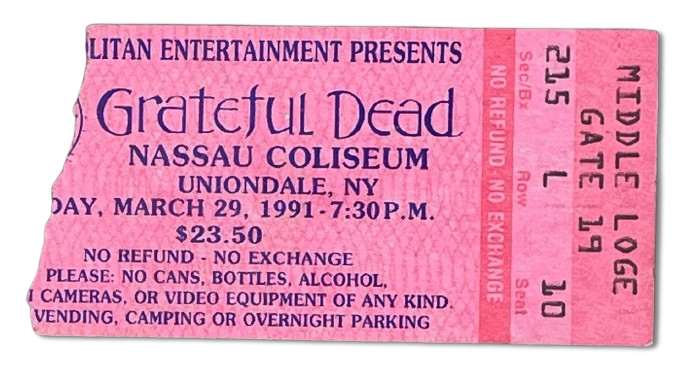 LITAN ENTERTAINMENT PRESENTS
Grateful Dead
NASSAU COLISEUM
UNIONDALE, NY
DAY, MARCH 29, 1991 - 7:30 P.M.
$23.50
NO REFUND - NO EXCHANGE
PLEASE: NO CANS, BOTTLES, ALCOHOL,
CAMERAS, OR VIDEO EQUIPMENT OF ANY KIND.
VENDING, CAMPING OR OVERNIGHT PARKING
NO REFUND - NO EXCHANGE
Sec/Bx Row Seat
215 L 10
GATE 19
MIDDLE LOGE